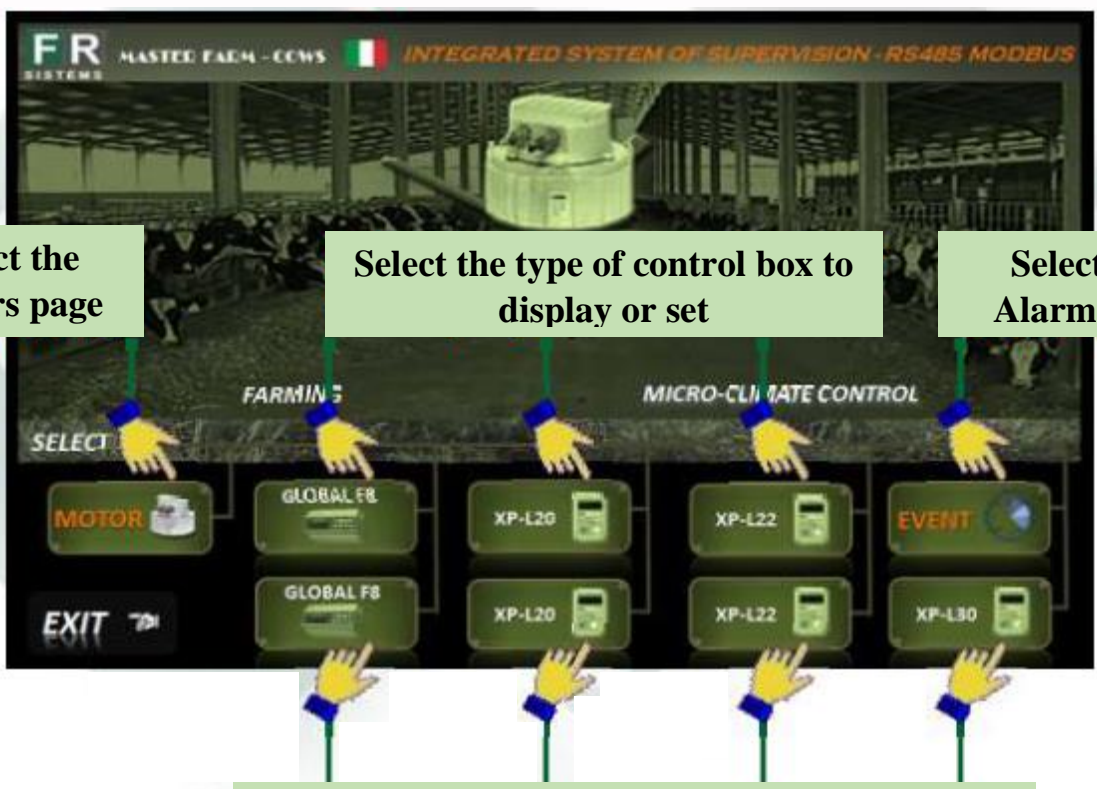 FR
SISTEMS
MASTER FARM - COWS
INTEGRATED SYSTEM OF SUPERVISION - RS485 MODBUS
ct the
rs page
Select the type of control box to
display or set
Select
Alarm
FARMING
MICRO-CLIMATE CONTROL
SELECT
MOTOR
GLOBAL F8
XP-L20
XP-L22
EVENT
EXIT
GLOBAL F8
XP-L20
XP-L22
XP-L30